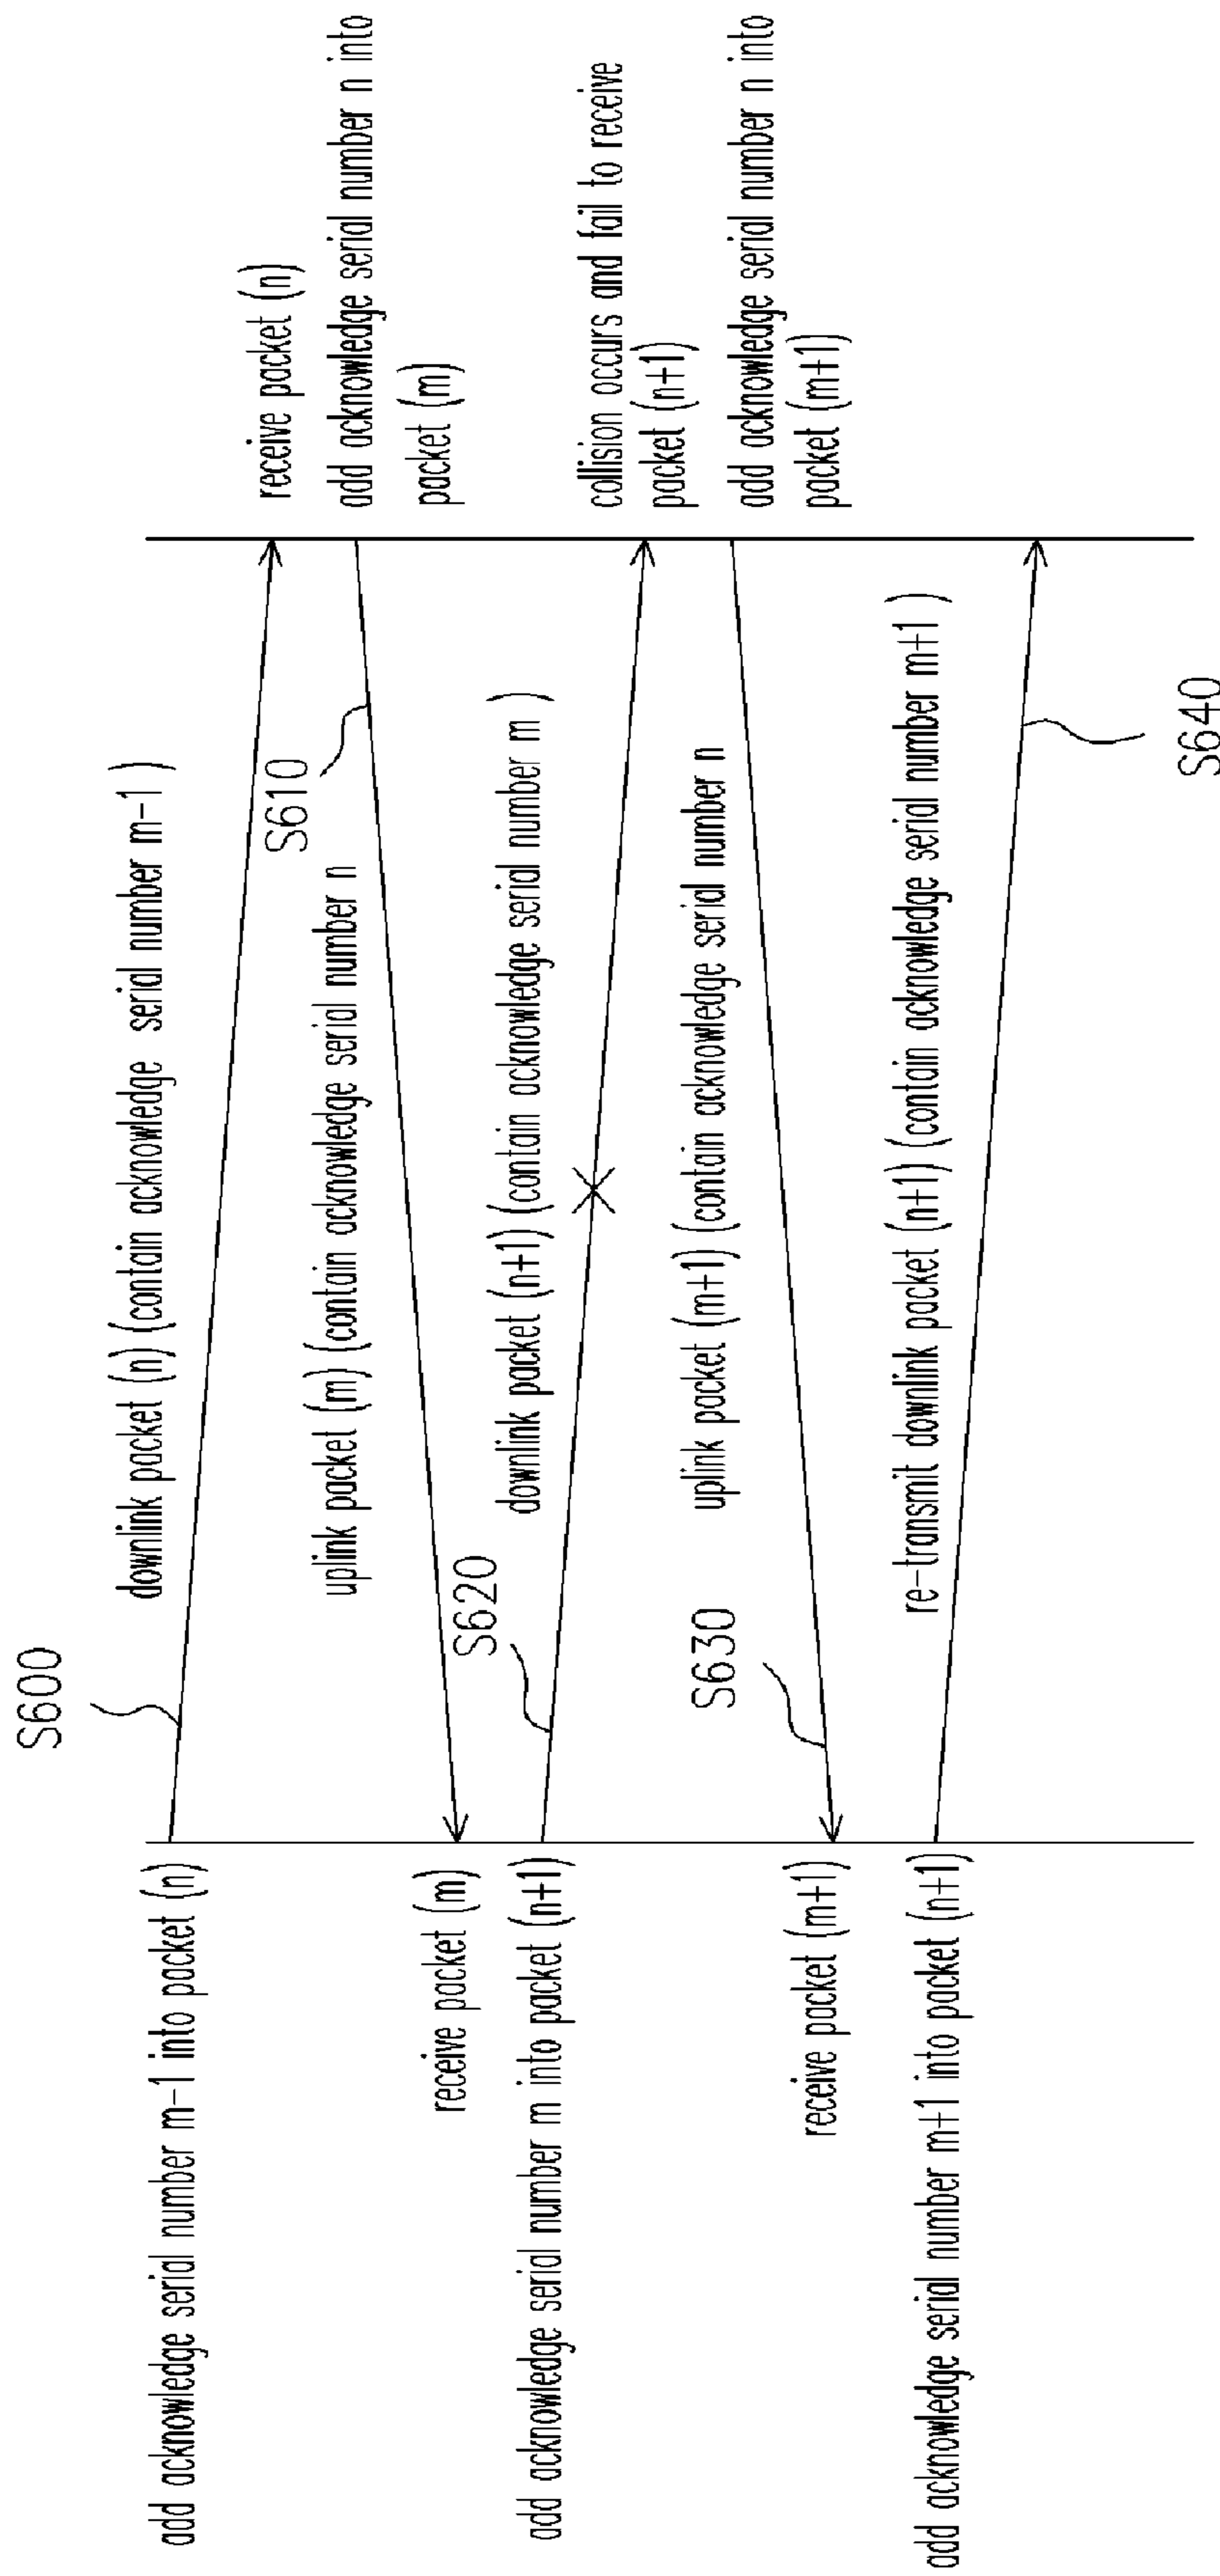 S600
add acknowledge serial number m-1 into packet (n)
downlink packet (n) (contain acknowledge serial number m-1 )
receive packet (n)
S610
add acknowledge serial number n into
packet (m)
uplink packet (m) (contain acknowledge serial number n
receive packet (m)
S620
add acknowledge serial number m into packet (n+1)
downlink packet (n+1) (contain acknowledge serial number m )
collision occurs and fail to receive
packet (n+1)
add acknowledge serial number n into
packet (m+1)
uplink packet (m+1) (contain acknowledge serial number n
S630
receive packet (m+1)
add acknowledge serial number m+1 into packet (n+1)
re-transmit downlink packet (n+1) (contain acknowledge serial number m+1 )
S640